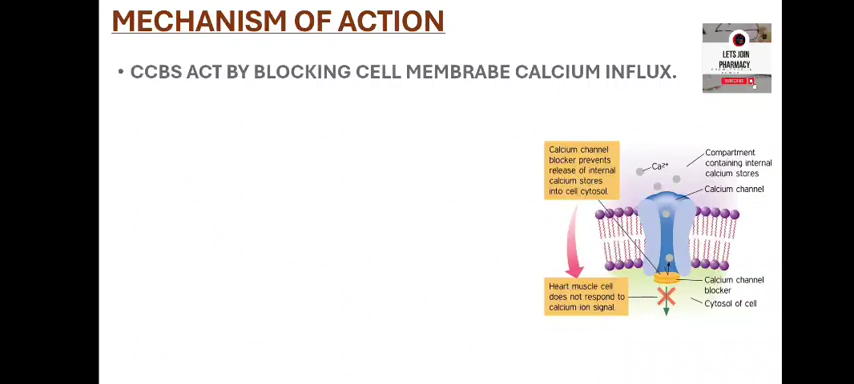 MECHANISM OF ACTION
• CCBS ACT BY BLOCKING CELL MEMBRABE CALCIUM INFLUX.
LETS JOIN
PHARMACY
SUBSCRIBE
Calcium channel
blocker prevents
release of internal
calcium stores
into cell cytosol.
Ca²⁺
Compartment
containing internal
calcium stores
Calcium channel
Heart muscle cell
does not respond to
calcium ion signal.
Calcium channel
blocker
Cytosol of cell